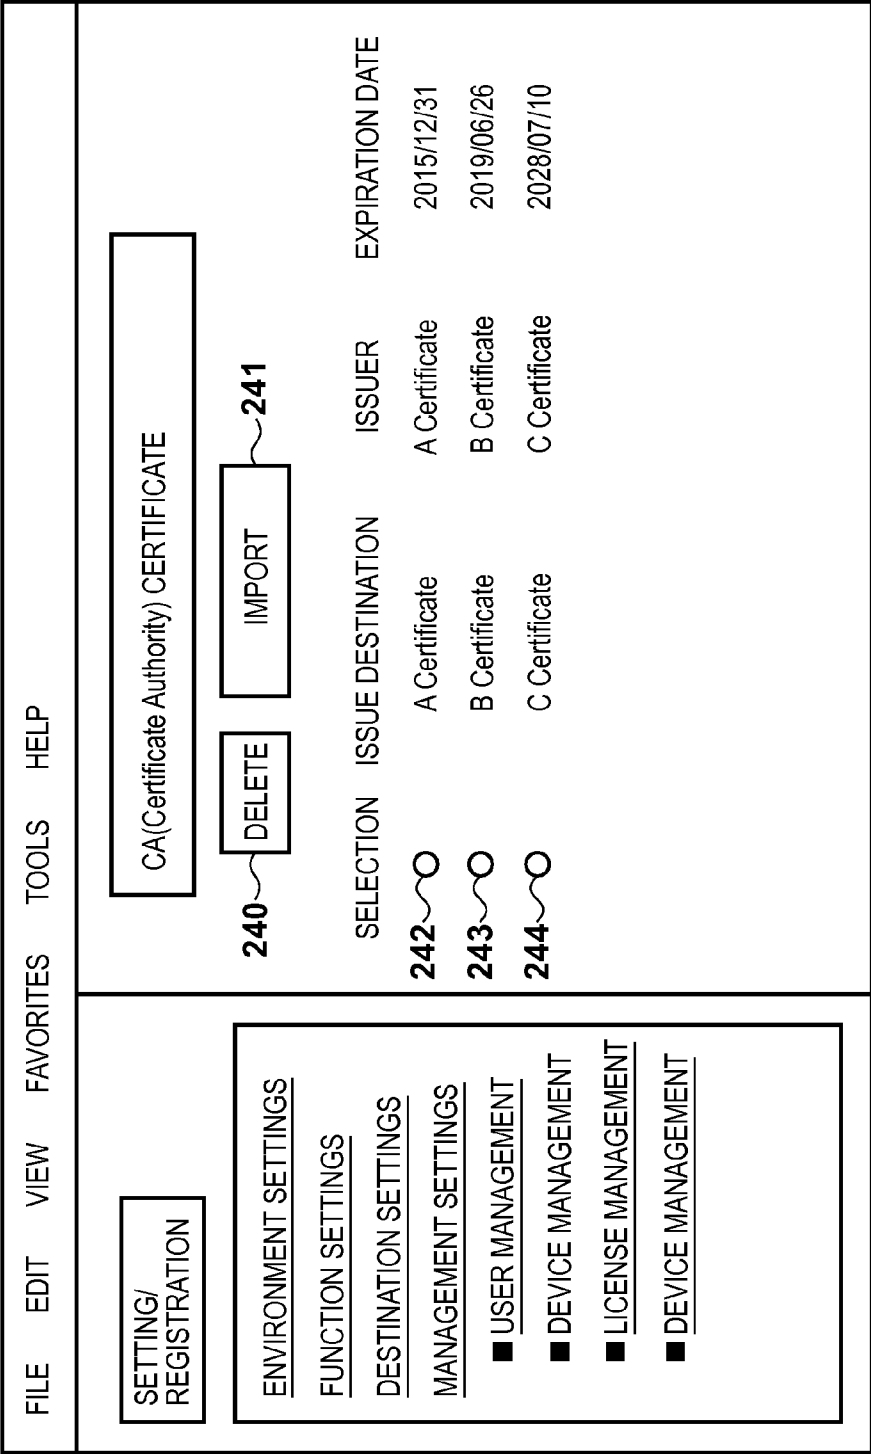 FILE EDIT VIEW FAVORITES TOOLS HELP
SETTING/
REGISTRATION
ENVIRONMENT SETTINGS
FUNCTION SETTINGS
DESTINATION SETTINGS
MANAGEMENT SETTINGS
■ USER MANAGEMENT
■ DEVICE MANAGEMENT
■ LICENSE MANAGEMENT
■ DEVICE MANAGEMENT
CA(Certificate Authority) CERTIFICATE
240 DELETE IMPORT 241
SELECTION ISSUE DESTINATION ISSUER EXPIRATION DATE
242 A Certificate A Certificate 2015/12/31
243 B Certificate B Certificate 2019/06/26
244 C Certificate C Certificate 2028/07/10